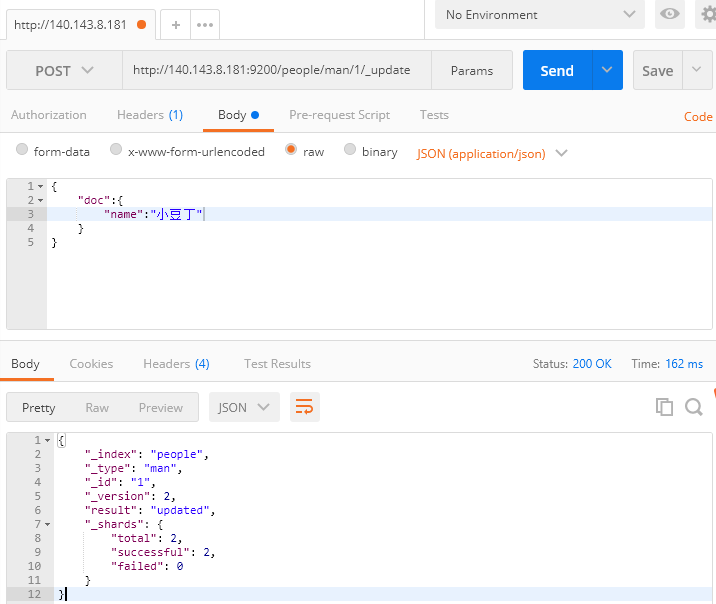 http://140.143.8.181
+
•••
No Environment
POST
http://140.143.8.181:9200/people/man/1/_update
Params
Send
Save
Authorization
Headers (1)
Body
Pre-request Script
Tests
Code
form-data
x-www-form-urlencoded
raw
binary
JSON (application/json)
1 {
2 "doc":{
3 "name":"小豆丁"
4 }
5 }
Body
Cookies
Headers (4)
Test Results
Status: 200 OK
Time: 162 ms
Pretty
Raw
Preview
JSON
1 {
2 "_index": "people",
3 "_type": "man",
4 "_id": "1",
5 "_version": 2,
6 "result": "updated",
7 "_shards": {
8 "total": 2,
9 "successful": 2,
10 "failed": 0
11 }
12 }